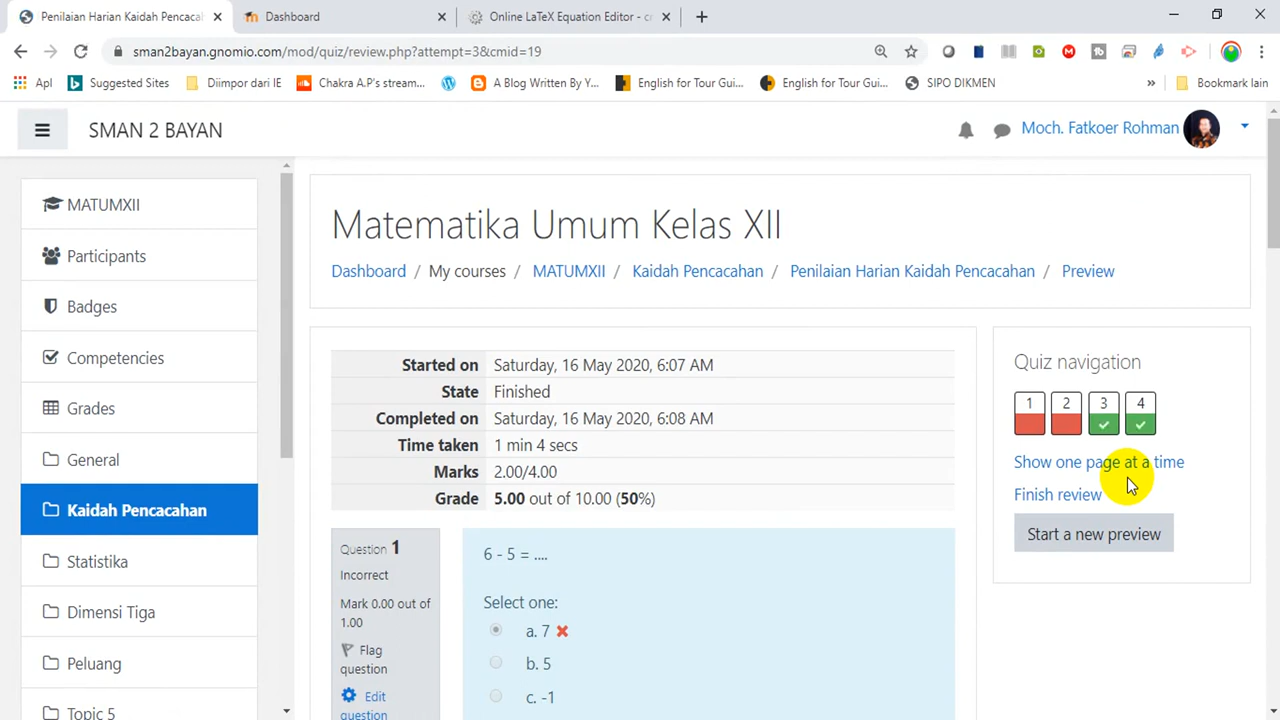 Penilaian Harian Kaidah Pencacal
Dashboard
Online LaTeX Equation Editor - c
sman2bayan.gnomio.com/mod/quiz/review.php?attempt=3&cmid=19
Apl
Suggested Sites
Diimpor dari IE
Chakra A.P's stream...
A Blog Written By Y...
English for Tour Gui...
English for Tour Gui...
SIPO DIKMEN
»
Bookmark lain
SMAN 2 BAYAN
Moch. Fatkoer Rohman
MATUMXII
Participants
Badges
Competencies
Grades
General
Kaidah Pencacahan
Statistika
Dimensi Tiga
Peluang
Topic 5
Matematika Umum Kelas XII
Dashboard / My courses / MATUMXII / Kaidah Pencacahan / Penilaian Harian Kaidah Pencacahan / Preview
Started on Saturday, 16 May 2020, 6:07 AM
State Finished
Completed on Saturday, 16 May 2020, 6:08 AM
Time taken 1 min 4 secs
Marks 2.00/4.00
Grade 5.00 out of 10.00 (50%)
Question 1
Incorrect
Mark 0.00 out of
1.00
Flag
question
Edit
question
6 - 5 = ....
Select one:
a. 7
b. 5
c. -1
Quiz navigation
1 2 3 4
Show one page at a time
Finish review
Start a new preview